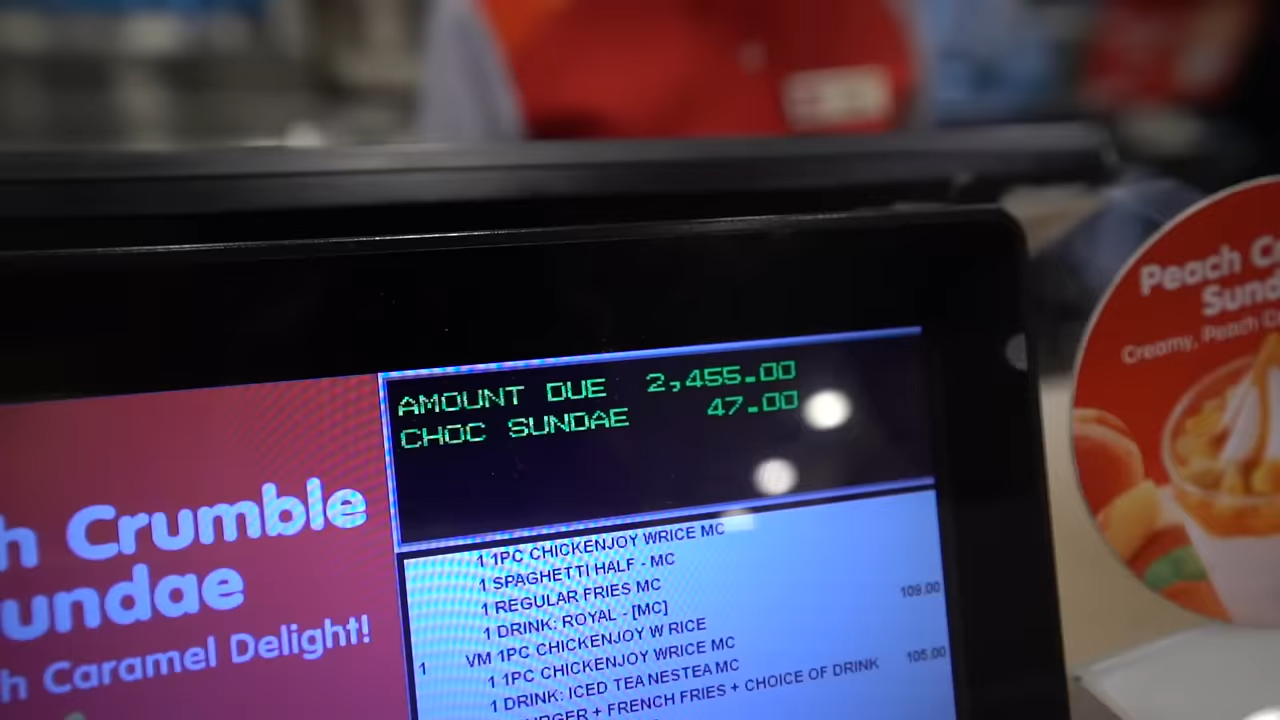 AMOUNT DUE 2,455.00
CHOC SUNDAE 47.00
1 1PC CHICKENJOY WRICE MC
1 SPAGHETTI HALF - MC
1 REGULAR FRIES MC
1 DRINK: ROYAL - [MC]
1 VM 1PC CHICKENJOY W RICE 109.00
1 1PC CHICKENJOY WRICE MC
1 DRINK: ICED TEA NESTEA MC
BURGER + FRENCH FRIES + CHOICE OF DRINK 105.00
h Crumble
undae
h Caramel Delight!
Peach C
Sund
Creamy, Peach C